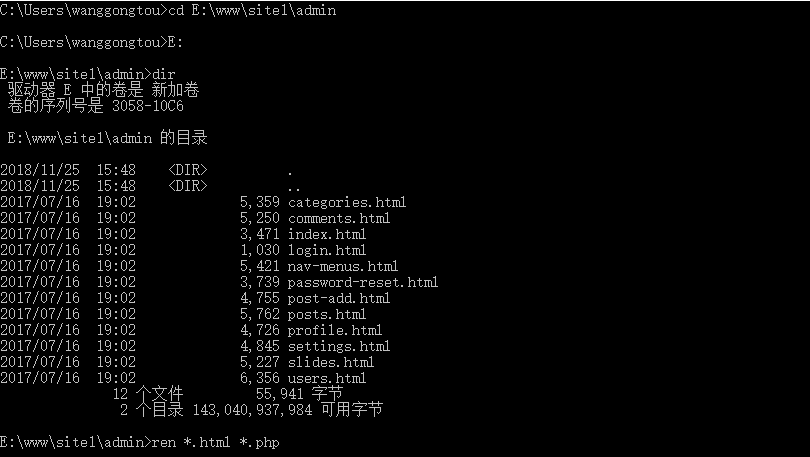 C:\Users\wanggongtou>cd E:\www\site1\admin
C:\Users\wanggongtou>E:
E:\www\site1\admin>dir
 驱动器 E 中的卷是 新加卷
 卷的序列号是 3058-10C6
 E:\www\site1\admin 的目录
2018/11/25  15:48    <DIR>          .
2018/11/25  15:48    <DIR>          ..
2017/07/16  19:02             5,359 categories.html
2017/07/16  19:02             5,250 comments.html
2017/07/16  19:02             3,471 index.html
2017/07/16  19:02             1,030 login.html
2017/07/16  19:02             5,421 nav-menus.html
2017/07/16  19:02             3,739 password-reset.html
2017/07/16  19:02             4,755 post-add.html
2017/07/16  19:02             5,762 posts.html
2017/07/16  19:02             4,726 profile.html
2017/07/16  19:02             4,845 settings.html
2017/07/16  19:02             5,227 slides.html
2017/07/16  19:02             6,356 users.html
              12 个文件         55,941 字节
               2 个目录 143,040,937,984 可用字节
E:\www\site1\admin>ren *.html *.php